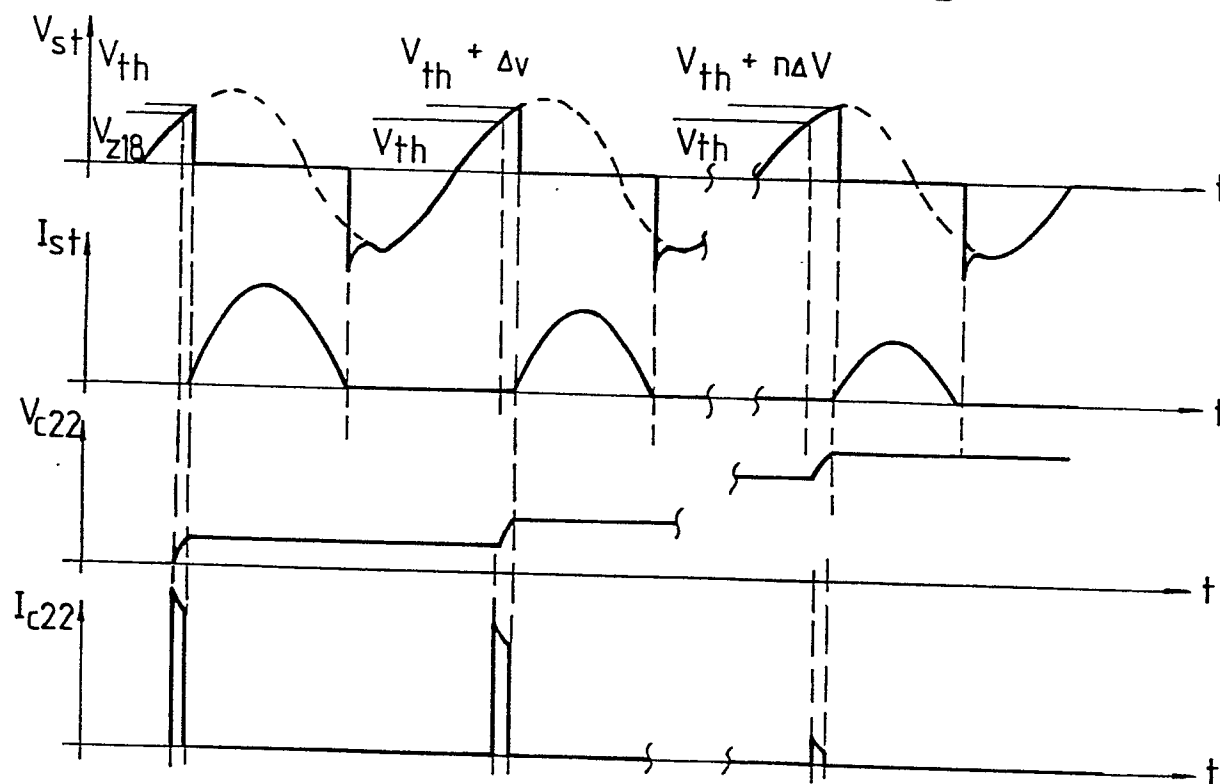 Vst
Vth
Vz18
Vth + Δv
Vth
Vth + nΔV
Vth
t
Ist
t
Vc22
t
Ic22
t